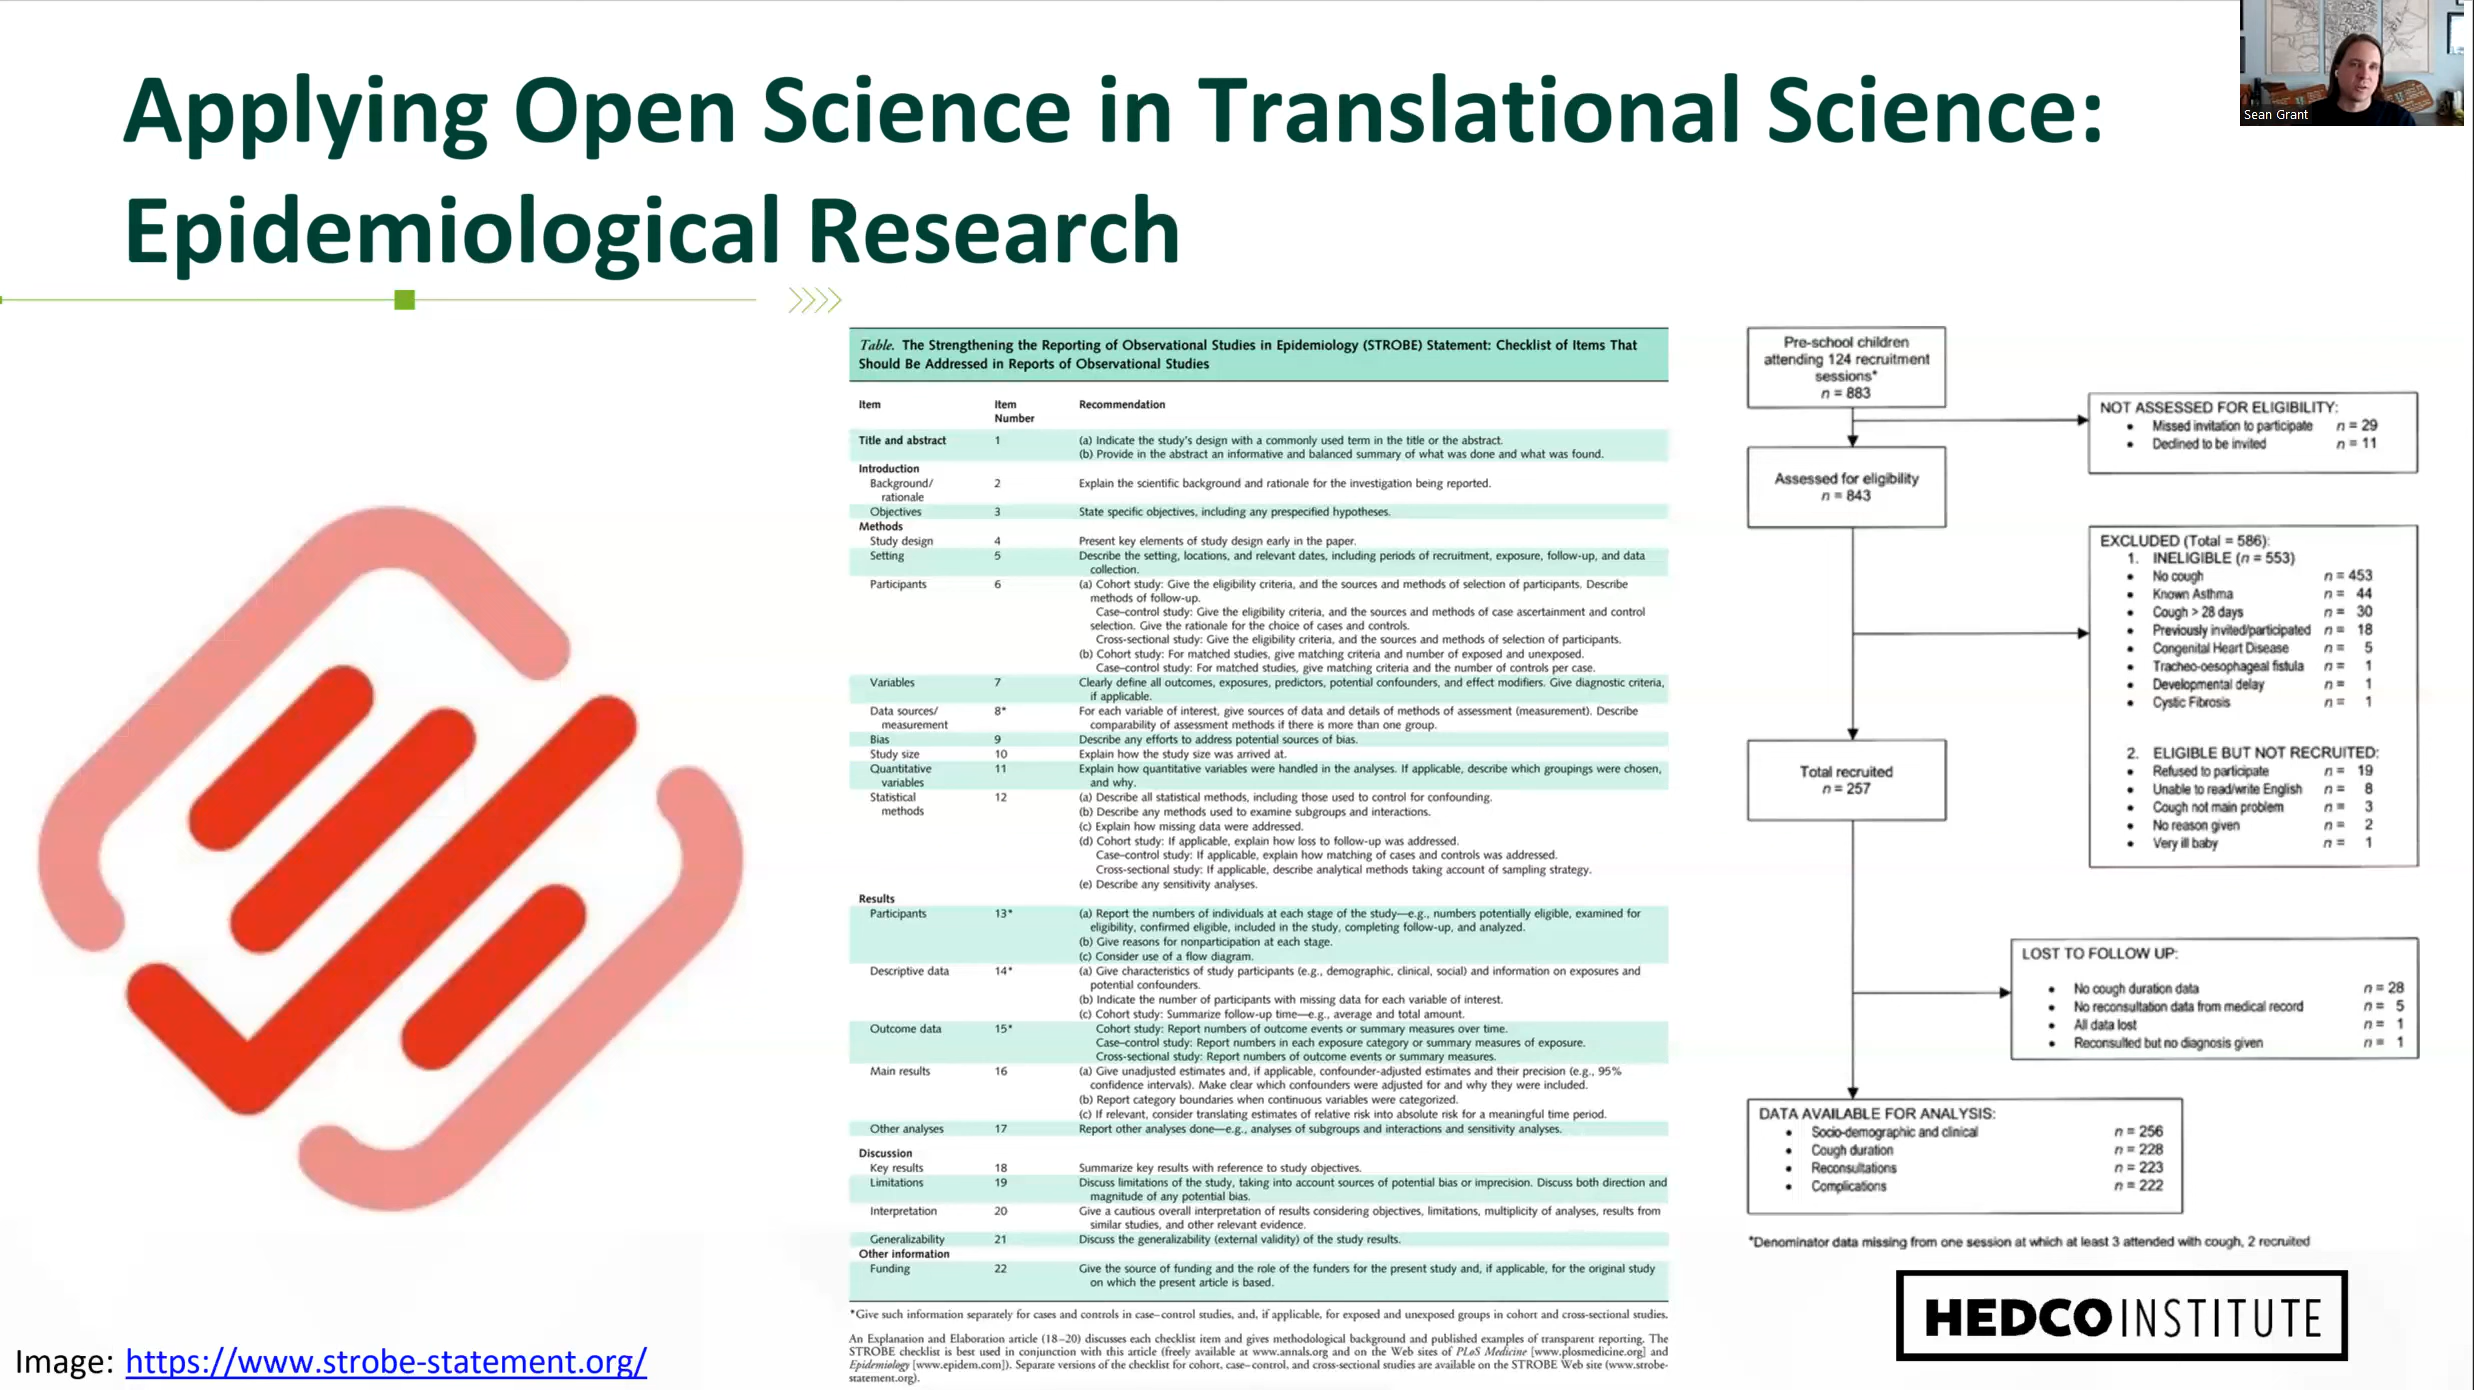 Applying Open Science in Translational Science:
Epidemiological Research
Sean Grant
Table. The Strengthening the Reporting of Observational Studies in Epidemiology (STROBE) Statement: Checklist of Items That
Should Be Addressed in Reports of Observational Studies
Item Item Recommendation
Number
Title and abstract 1 (a) Indicate the study's design with a commonly used term in the title or the abstract.
(b) Provide in the abstract an informative and balanced summary of what was done and what was found.
Introduction
Background/ 2 Explain the scientific background and rationale for the investigation being reported.
rationale
Objectives 3 State specific objectives, including any prespecified hypotheses.
Methods
Study design 4 Present key elements of study design early in the paper.
Setting 5 Describe the setting, locations, and relevant dates, including periods of recruitment, exposure, follow-up, and data
collection.
Participants 6 (a) Cohort study: Give the eligibility criteria, and the sources and methods of selection of participants. Describe
methods of follow-up.
Case–control study: Give the eligibility criteria, and the sources and methods of case ascertainment and control
selection. Give the rationale for the choice of cases and controls.
Cross-sectional study: Give the eligibility criteria, and the sources and methods of selection of participants.
(b) Cohort study: For matched studies, give matching criteria and number of exposed and unexposed.
Case–control study: For matched studies, give matching criteria and the number of controls per case.
Variables 7 Clearly define all outcomes, exposures, predictors, potential confounders, and effect modifiers. Give diagnostic criteria,
if applicable.
Data sources/ 8* For each variable of interest, give sources of data and details of methods of assessment (measurement). Describe
measurement comparability of assessment methods if there is more than one group.
Bias 9 Describe any efforts to address potential sources of bias.
Study size 10 Explain how the study size was arrived at.
Quantitative 11 Explain how quantitative variables were handled in the analyses. If applicable, describe which groupings were chosen,
variables and why.
Statistical 12 (a) Describe all statistical methods, including those used to control for confounding.
methods (b) Describe any methods used to examine subgroups and interactions.
(c) Explain how missing data were addressed.
(d) Cohort study: If applicable, explain how loss to follow-up was addressed.
Case–control study: If applicable, explain how matching of cases and controls was addressed.
Cross-sectional study: If applicable, describe analytical methods taking account of sampling strategy.
(e) Describe any sensitivity analyses.
Results
Participants 13* (a) Report the numbers of individuals at each stage of the study—e.g., numbers potentially eligible, examined for
eligibility, confirmed eligible, included in the study, completing follow-up, and analyzed.
(b) Give reasons for nonparticipation at each stage.
(c) Consider use of a flow diagram.
Descriptive data 14* (a) Give characteristics of study participants (e.g., demographic, clinical, social) and information on exposures and
potential confounders.
(b) Indicate the number of participants with missing data for each variable of interest.
(c) Cohort study: Summarize follow-up time—e.g., average and total amount.
Outcome data 15* Cohort study: Report numbers of outcome events or summary measures over time.
Case–control study: Report numbers in each exposure category or summary measures of exposure.
Cross-sectional study: Report numbers of outcome events or summary measures.
Main results 16 (a) Give unadjusted estimates and, if applicable, confounder-adjusted estimates and their precision (e.g., 95%
confidence intervals). Make clear which confounders were adjusted for and why they were included.
(b) Report category boundaries when continuous variables were categorized.
(c) If relevant, consider translating estimates of relative risk into absolute risk for a meaningful time period.
Other analyses 17 Report other analyses done—e.g., analyses of subgroups and interactions and sensitivity analyses.
Discussion
Key results 18 Summarize key results with reference to study objectives.
Limitations 19 Discuss limitations of the study, taking into account sources of potential bias or imprecision. Discuss both direction and
magnitude of any potential bias.
Interpretation 20 Give a cautious overall interpretation of results considering objectives, limitations, multiplicity of analyses, results from
similar studies, and other relevant evidence.
Generalizability 21 Discuss the generalizability (external validity) of the study results.
Other information
Funding 22 Give the source of funding and the role of the funders for the present study and, if applicable, for the original study
on which the present article is based.
*Give such information separately for cases and controls in case–control studies, and, if applicable, for exposed and unexposed groups in cohort and cross-sectional studies.
An Explanation and Elaboration article (18–20) discusses each checklist item and gives methodological background and published examples of transparent reporting. The
STROBE checklist is best used in conjunction with this article (freely available at www.annals.org and on the Web sites of PLoS Medicine [www.plosmedicine.org] and
Epidemiology [www.epidem.com]). Separate versions of the checklist for cohort, case–control, and cross-sectional studies are available on the STROBE Web site (www.strobe-
statement.org).
Pre-school children
attending 124 recruitment
sessions*
n = 883
NOT ASSESSED FOR ELIGIBILITY:
• Missed invitation to participate n = 29
• Declined to be invited n = 11
Assessed for eligibility
n = 843
EXCLUDED (Total = 586):
1. INELIGIBLE (n = 553)
• No cough n = 453
• Known Asthma n = 44
• Cough > 28 days n = 30
• Previously invited/participated n = 18
• Congenital Heart Disease n = 5
• Tracheo-oesophageal fistula n = 1
• Developmental delay n = 1
• Cystic Fibrosis n = 1
2. ELIGIBLE BUT NOT RECRUITED:
• Refused to participate n = 19
• Unable to read/write English n = 8
• Cough not main problem n = 3
• No reason given n = 2
• Very ill baby n = 1
Total recruited
n = 257
LOST TO FOLLOW UP:
• No cough duration data n = 28
• No reconsultation data from medical record n = 5
• All data lost n = 1
• Reconsulted but no diagnosis given n = 1
DATA AVAILABLE FOR ANALYSIS:
• Socio-demographic and clinical n = 256
• Cough duration n = 228
• Reconsultations n = 223
• Complications n = 222
*Denominator data missing from one session at which at least 3 attended with cough, 2 recruited
HEDCO INSTITUTE
Image: https://www.strobe-statement.org/